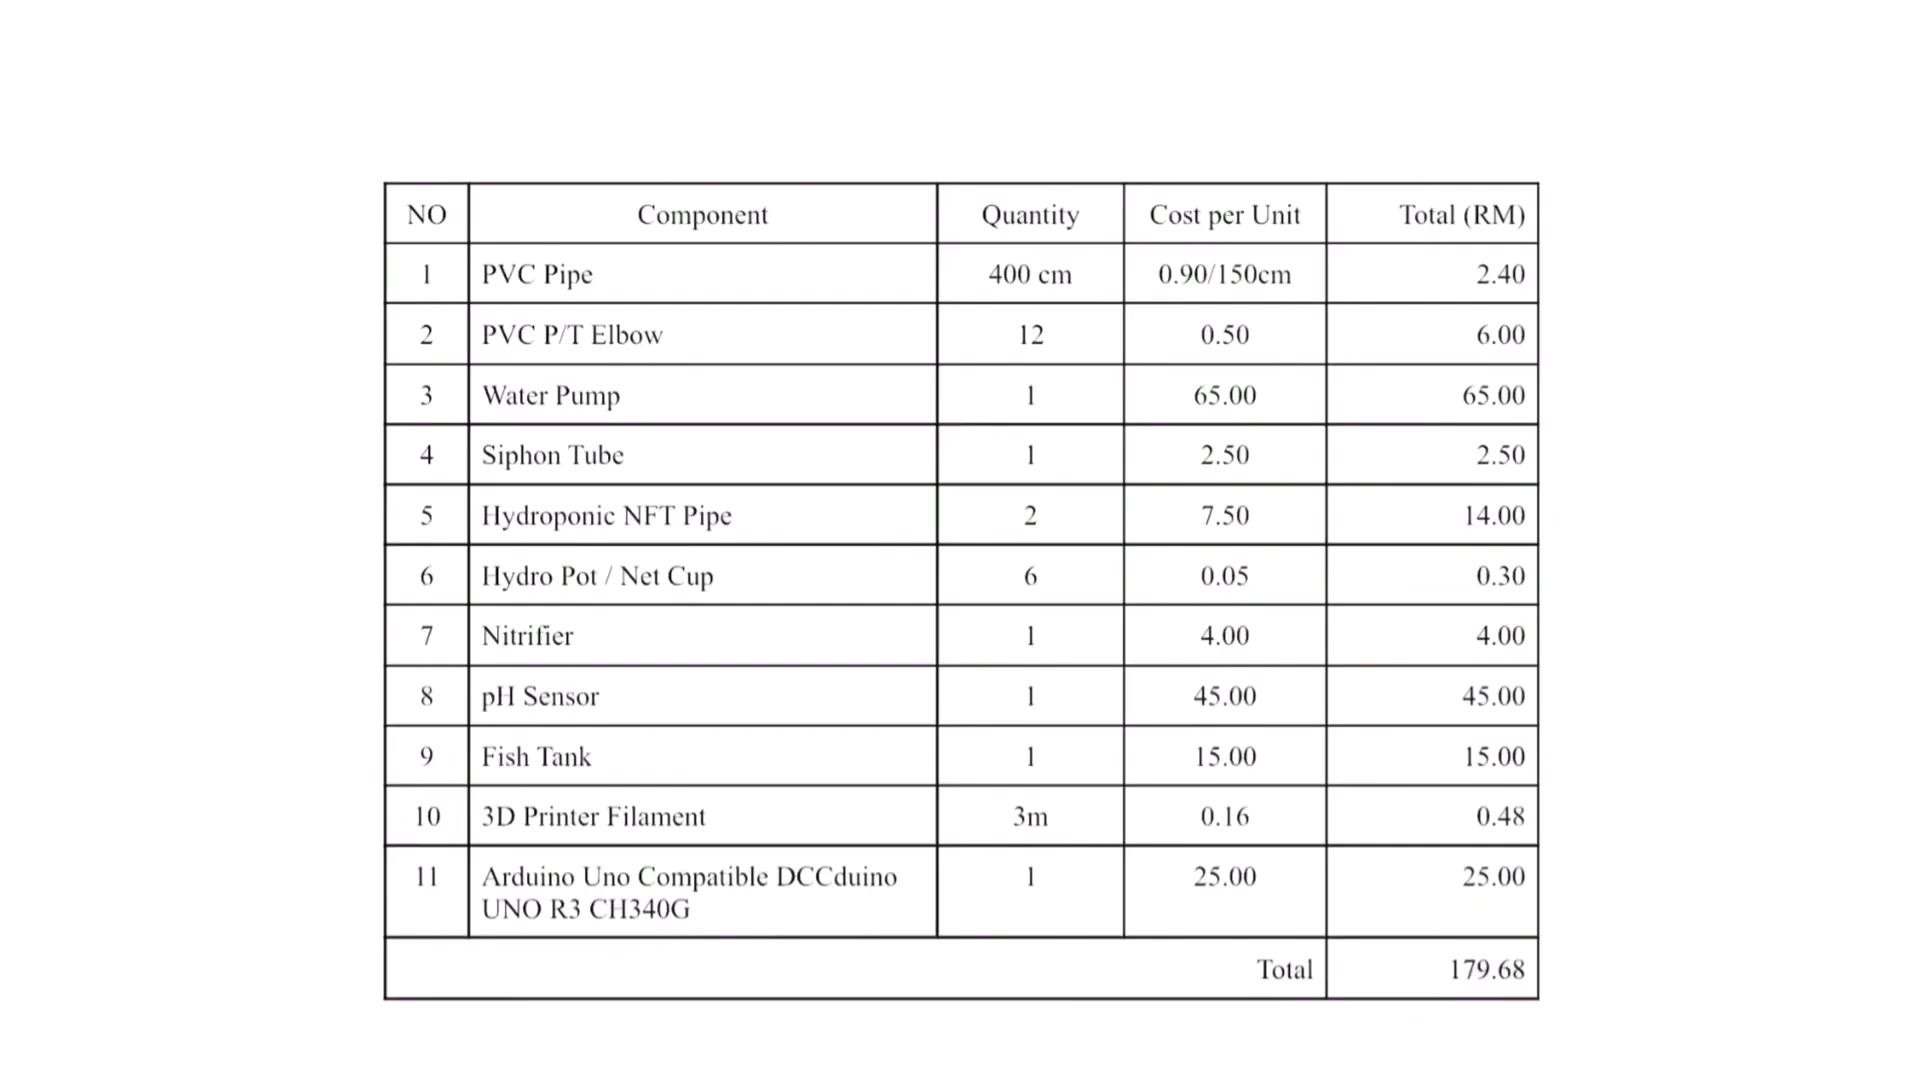 NO Component Quantity Cost per Unit Total (RM)
1 PVC Pipe 400 cm 0.90/150cm 2.40
2 PVC P/T Elbow 12 0.50 6.00
3 Water Pump 1 65.00 65.00
4 Siphon Tube 1 2.50 2.50
5 Hydroponic NFT Pipe 2 7.50 14.00
6 Hydro Pot / Net Cup 6 0.05 0.30
7 Nitrifier 1 4.00 4.00
8 pH Sensor 1 45.00 45.00
9 Fish Tank 1 15.00 15.00
10 3D Printer Filament 3m 0.16 0.48
11 Arduino Uno Compatible DCCduino 1 25.00 25.00
UNO R3 CH340G
Total 179.68